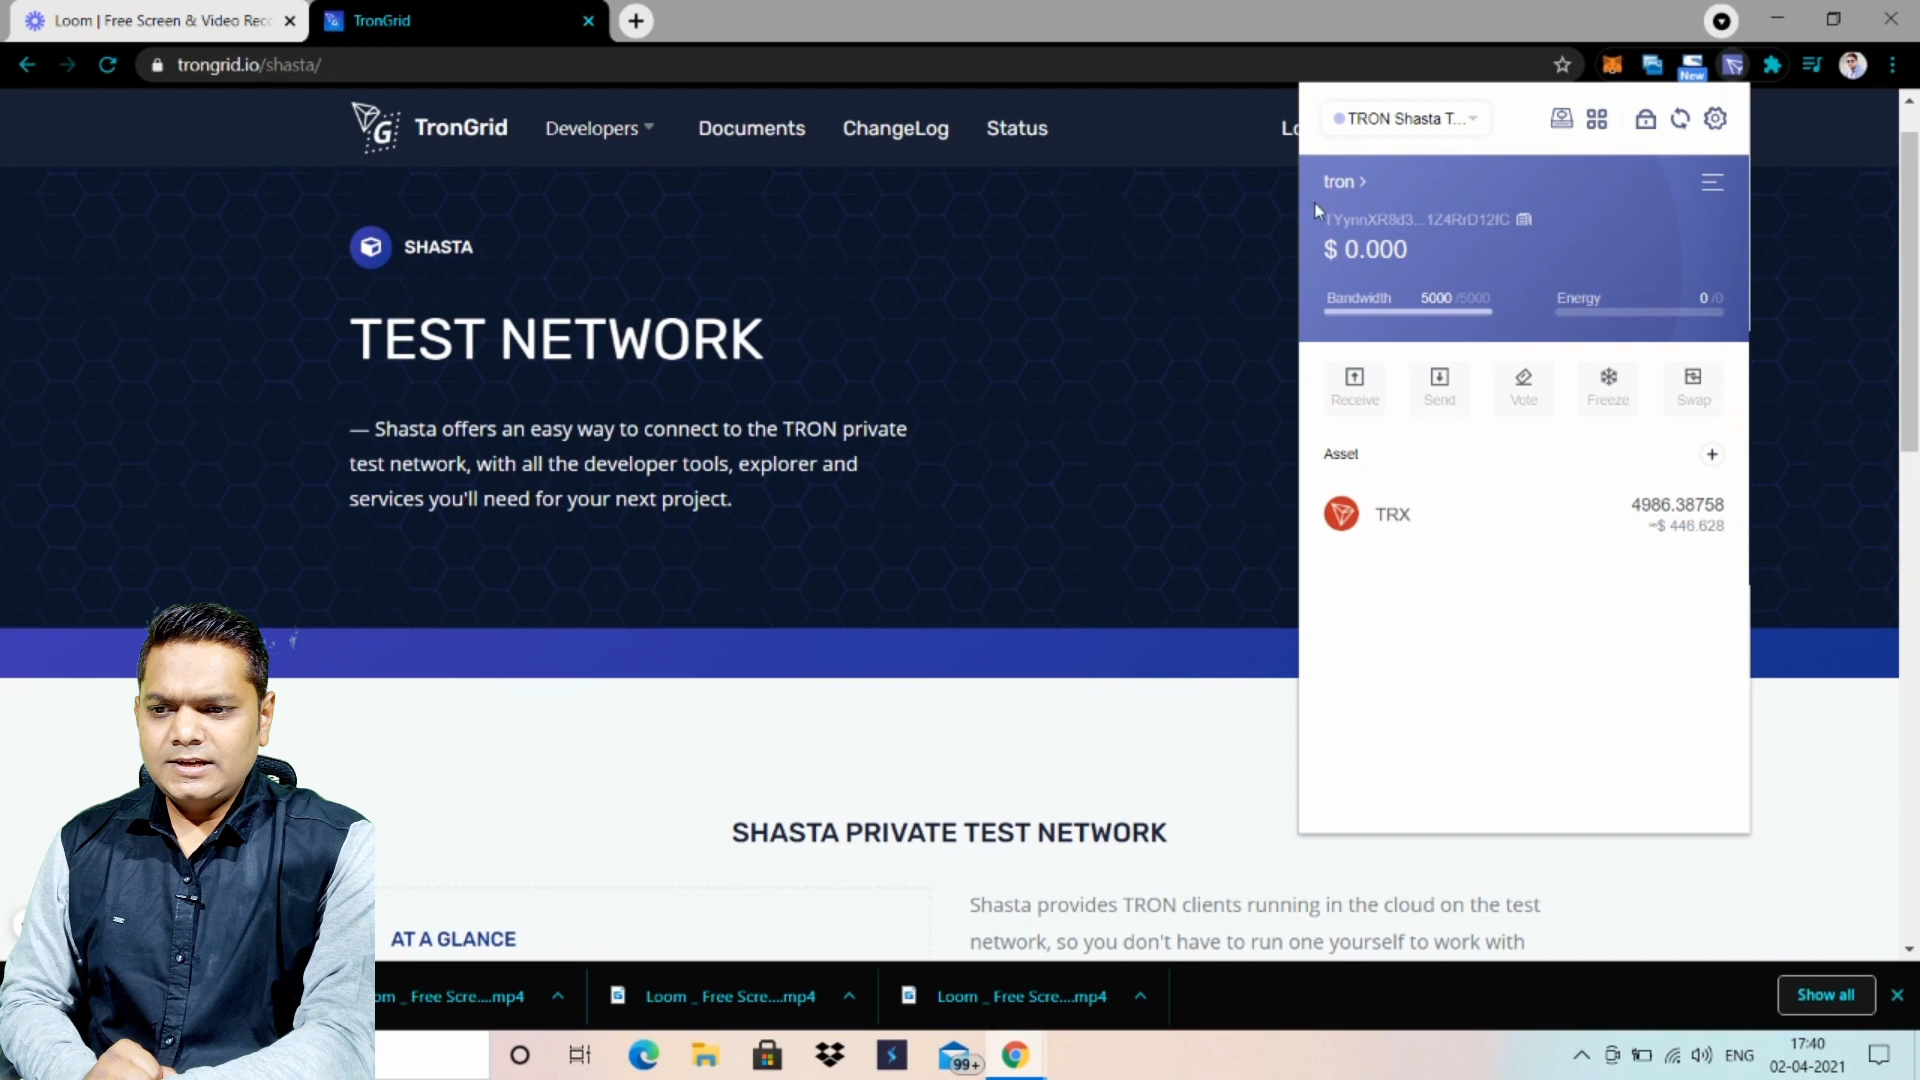 Loom | Free Screen & Video Rec
TronGrid
trongrid.io/shasta/
New
TronGrid
Developers
Documents
ChangeLog
Status
Lo
SHASTA
TEST NETWORK
— Shasta offers an easy way to connect to the TRON private
test network, with all the developer tools, explorer and
services you'll need for your next project.
TRON Shasta T...
tron >
TYynnXR8d3...1Z4RrD12fC
$ 0.000
Bandwidth 5000 /5000
Energy 0 /0
Receive
Send
Vote
Freeze
Swap
Asset
TRX
4986.38758
≈$ 446.628
SHASTA PRIVATE TEST NETWORK
AT A GLANCE
Shasta provides TRON clients running in the cloud on the test
network, so you don't have to run one yourself to work with
om _ Free Scre....mp4
Loom _ Free Scre....mp4
Loom _ Free Scre....mp4
Show all
99+
ENG
17:40
02-04-2021